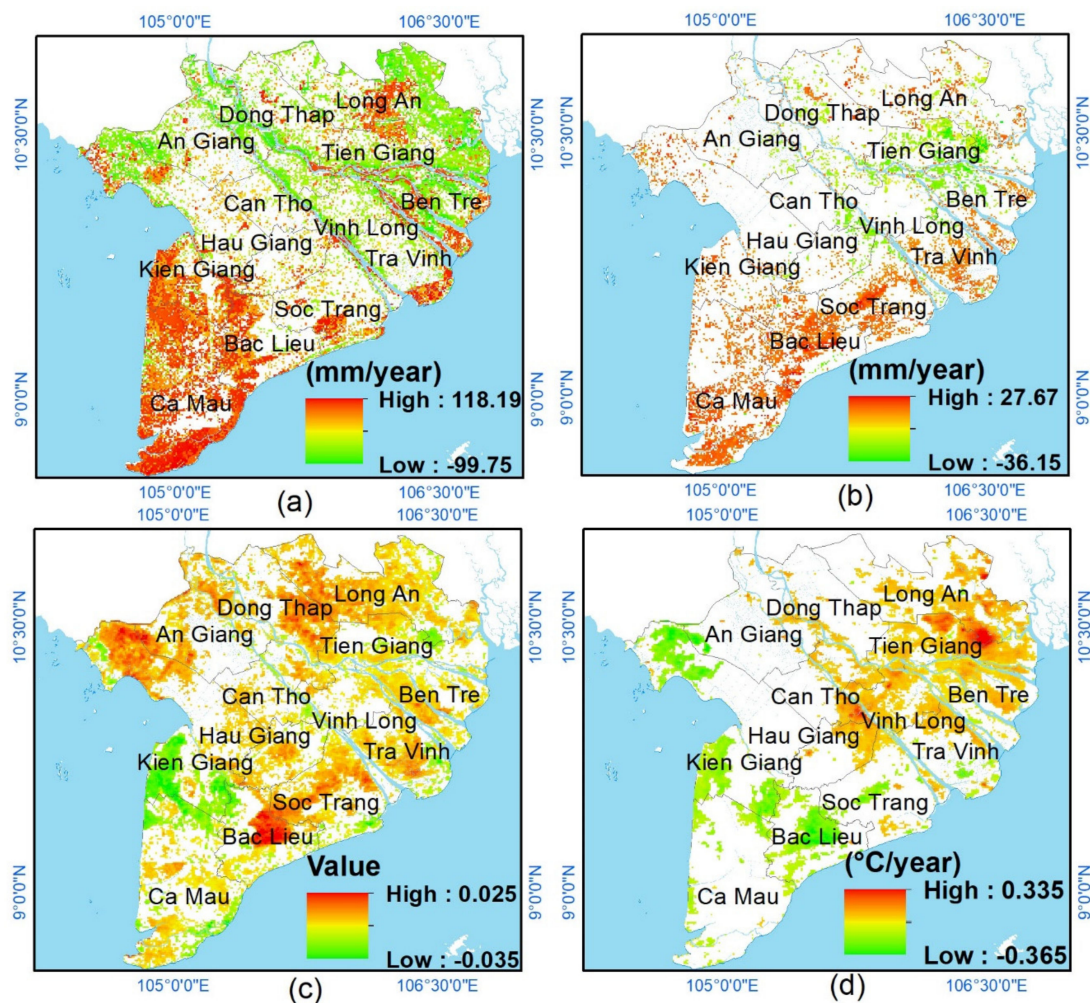 105°0'0"E 106°30'0"E 105°0'0"E 106°30'0"E
10°30'0"N
9°0'0"N
Long An
Dong Thap
An Giang
Tien Giang
Can Tho
Ben Tre
Vinh Long
Hau Giang
Tra Vinh
Kien Giang
Soc Trang
Bac Lieu
Ca Mau
(mm/year)
High : 118.19
Low : -99.75
(a)
Long An
Dong Thap
An Giang
Tien Giang
Can Tho
Ben Tre
Vinh Long
Hau Giang
Tra Vinh
Kien Giang
Soc Trang
Bac Lieu
Ca Mau
(mm/year)
High : 27.67
Low : -36.15
(b)
10°30'0"N
9°0'0"N
105°0'0"E 106°30'0"E 105°0'0"E 106°30'0"E
10°30'0"N
9°0'0"N
Long An
Dong Thap
An Giang
Tien Giang
Can Tho
Ben Tre
Vinh Long
Hau Giang
Tra Vinh
Kien Giang
Soc Trang
Bac Lieu
Ca Mau
Value
High : 0.025
Low : -0.035
(c)
Long An
Dong Thap
An Giang
Tien Giang
Can Tho
Ben Tre
Vinh Long
Hau Giang
Tra Vinh
Kien Giang
Soc Trang
Bac Lieu
Ca Mau
(°C/year)
High : 0.335
Low : -0.365
(d)
10°30'0"N
9°0'0"N